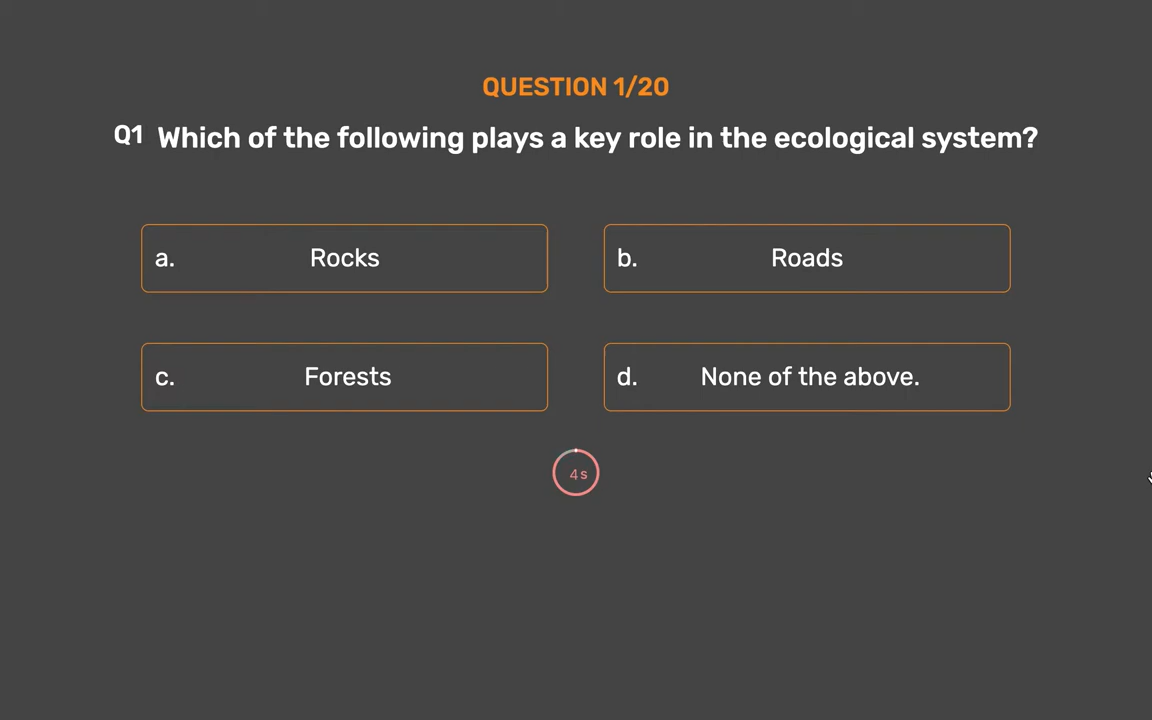 QUESTION 1/20
Q1 Which of the following plays a key role in the ecological system?
a. Rocks
b. Roads
c. Forests
d. None of the above.
4s